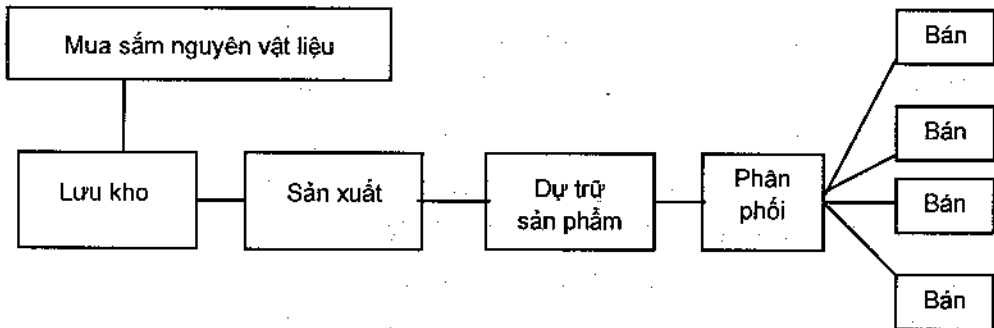 Mua sắm nguyên vật liệu
Lưu kho
Sản xuất
Dự trữ
sản phẩm
Phân
phối
Bán
Bán
Bán
Bán